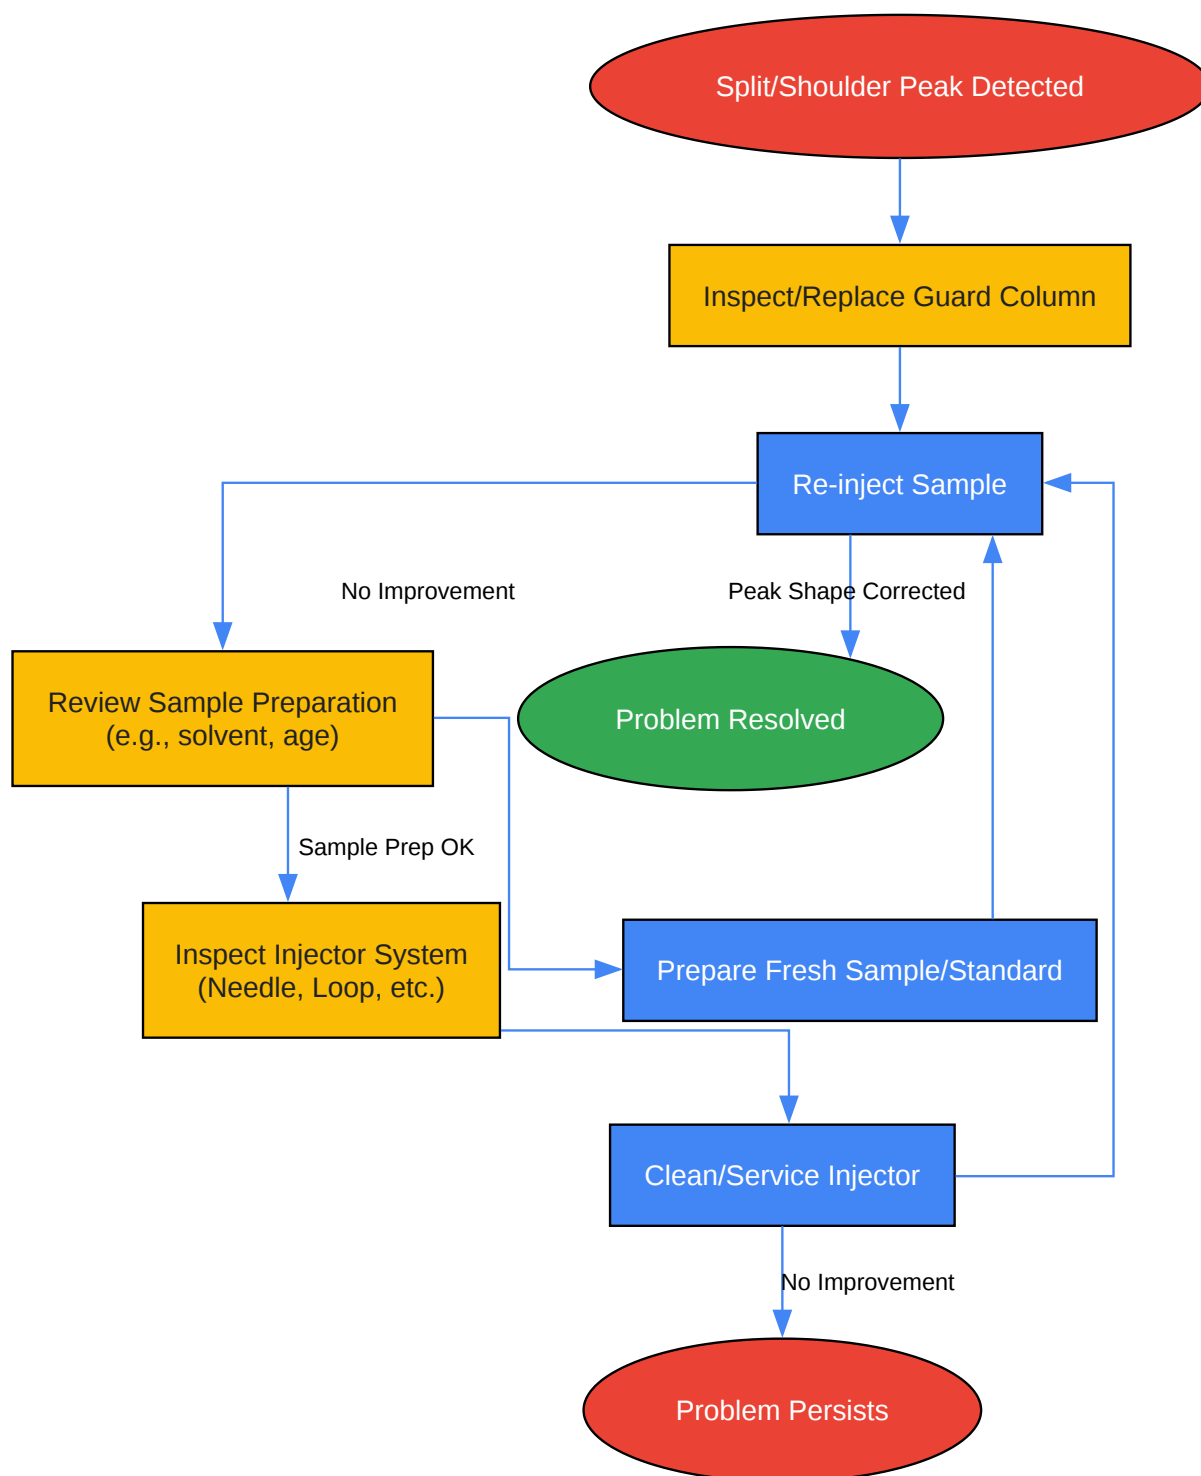 Split/Shoulder Peak Detected
Inspect/Replace Guard Column
Re-inject Sample
No Improvement
Peak Shape Corrected
Review Sample Preparation
(e.g., solvent, age)
Problem Resolved
Sample Prep OK
Inspect Injector System
(Needle, Loop, etc.)
Prepare Fresh Sample/Standard
Clean/Service Injector
No Improvement
Problem Persists